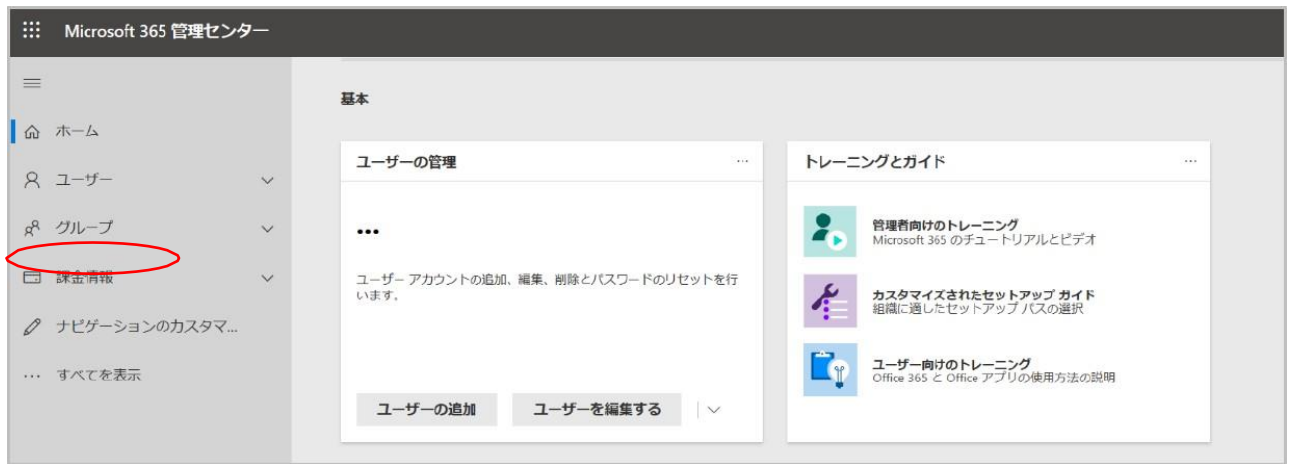 Microsoft 365 管理センター
ホーム
ユーザー
グループ
課金情報
ナビゲーションのカスタマ...
… すべてを表示
基本
ユーザーの管理
…
...
ユーザー アカウントの追加、編集、削除とパスワードのリセットを行
います。
ユーザーの追加
ユーザーを編集する
トレーニングとガイド
…
管理者向けのトレーニング
Microsoft 365 のチュートリアルとビデオ
カスタマイズされたセットアップ ガイド
組織に適したセットアップ パスの選択
ユーザー向けのトレーニング
Office 365 と Office アプリの使用方法の説明